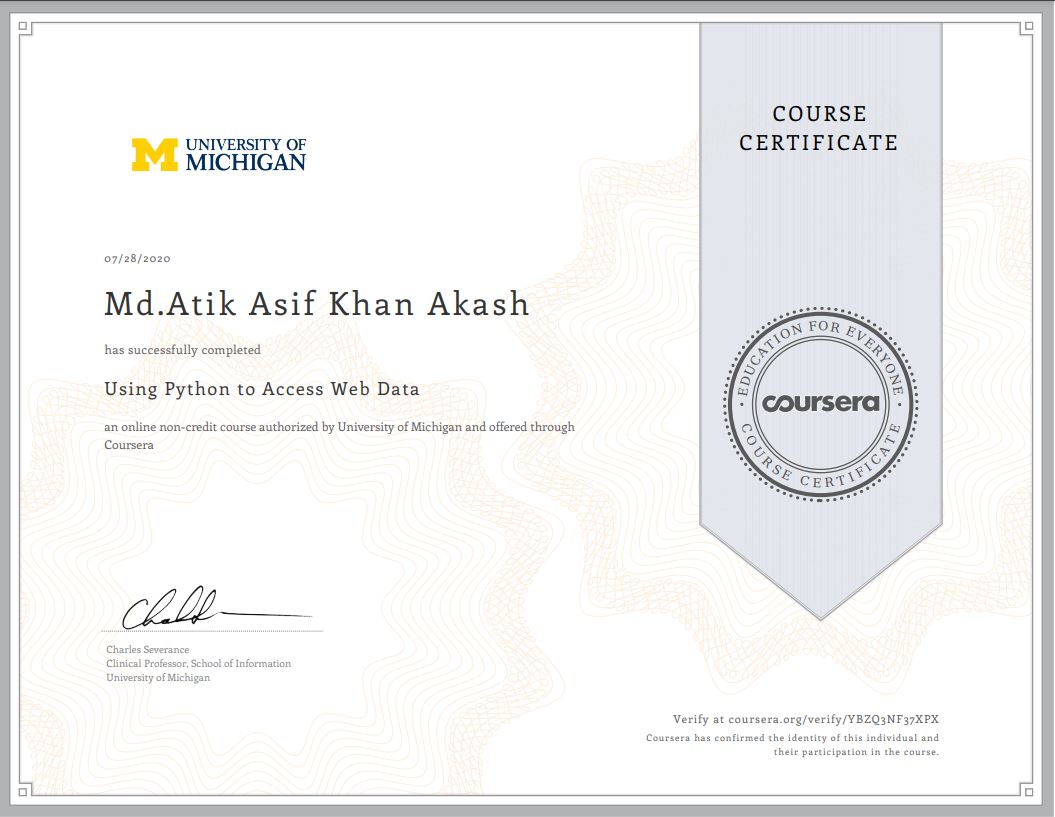 UNIVERSITY OF
MICHIGAN
COURSE
CERTIFICATE
07/28/2020
Md.Atik Asif Khan Akash
has successfully completed
Using Python to Access Web Data
an online non-credit course authorized by University of Michigan and offered through
Coursera
EDUCATION FOR EVERYONE
coursera
COURSE CERTIFICATE
Charles Severance
Clinical Professor, School of Information
University of Michigan
Verify at coursera.org/verify/YBZQ3NF37XPX
Coursera has confirmed the identity of this individual and
their participation in the course.